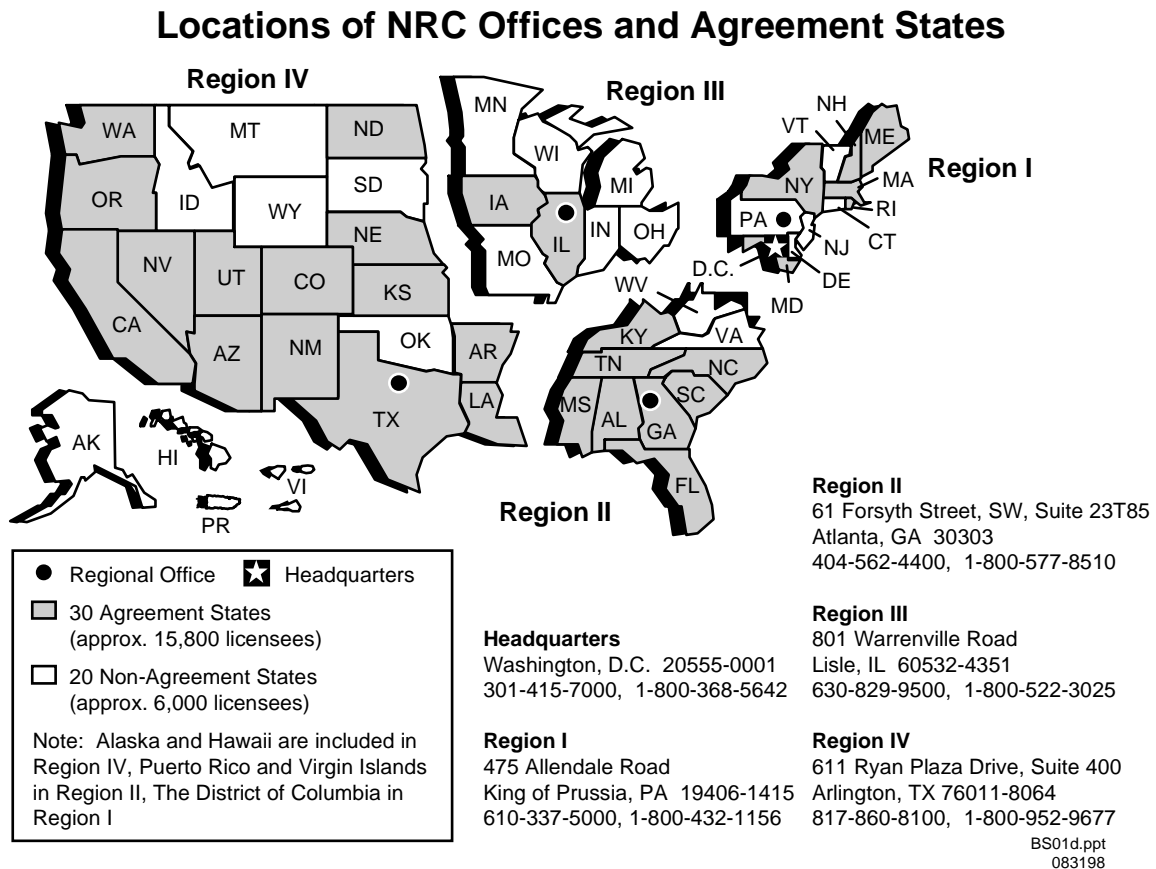 Locations of NRC Offices and Agreement States
Region IV
Region III
Region I
Region II
WA
MT
ND
OR
ID
SD
WY
NE
NV
UT
CO
KS
CA
AZ
NM
OK
TX
AR
LA
AK
HI
VI
PR
MN
WI
MI
IA
IL
IN
OH
MO
NH
VT
ME
NY
MA
RI
CT
PA
NJ
DE
MD
D.C.
WV
KY
VA
TN
NC
SC
MS
AL
GA
FL
Regional Office
Headquarters
30 Agreement States
(approx. 15,800 licensees)
20 Non-Agreement States
(approx. 6,000 licensees)
Note: Alaska and Hawaii are included in
Region IV, Puerto Rico and Virgin Islands
in Region II, The District of Columbia in
Region I
Headquarters
Washington, D.C. 20555-0001
301-415-7000, 1-800-368-5642
Region I
475 Allendale Road
King of Prussia, PA 19406-1415
610-337-5000, 1-800-432-1156
Region II
61 Forsyth Street, SW, Suite 23T85
Atlanta, GA 30303
404-562-4400, 1-800-577-8510
Region III
801 Warrenville Road
Lisle, IL 60532-4351
630-829-9500, 1-800-522-3025
Region IV
611 Ryan Plaza Drive, Suite 400
Arlington, TX 76011-8064
817-860-8100, 1-800-952-9677
BS01d.ppt
083198